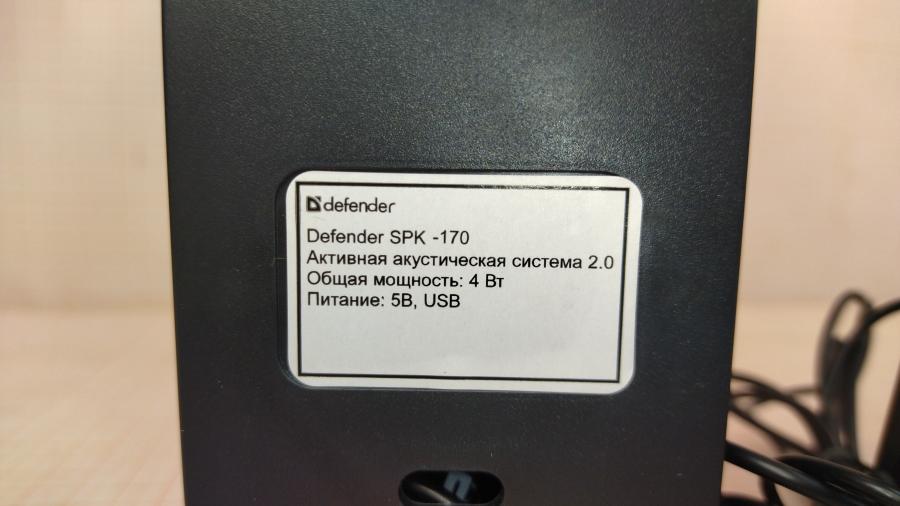 defender
Defender SPK -170
Активная акустическая система 2.0
Общая мощность: 4 Вт
Питание: 5В, USB